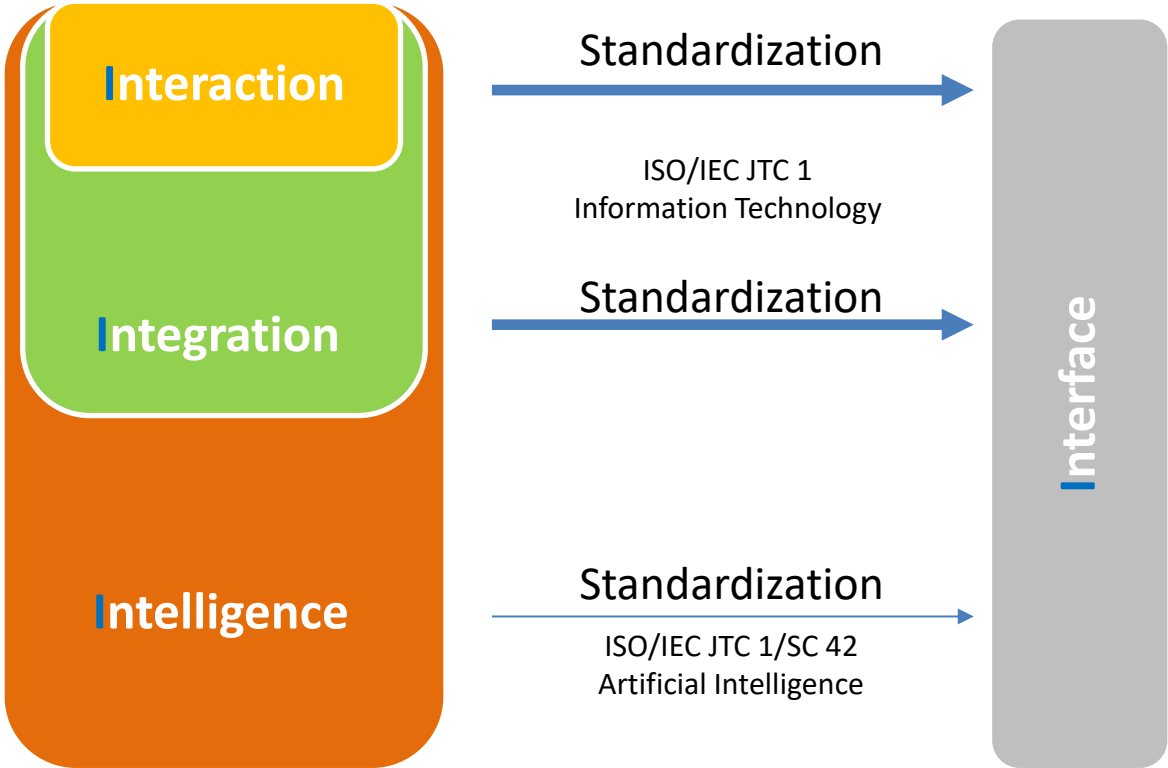 Interaction
Standardization
ISO/IEC JTC 1
Information Technology
Integration
Standardization
Intelligence
Standardization
ISO/IEC JTC 1/SC 42
Artificial Intelligence
Interface